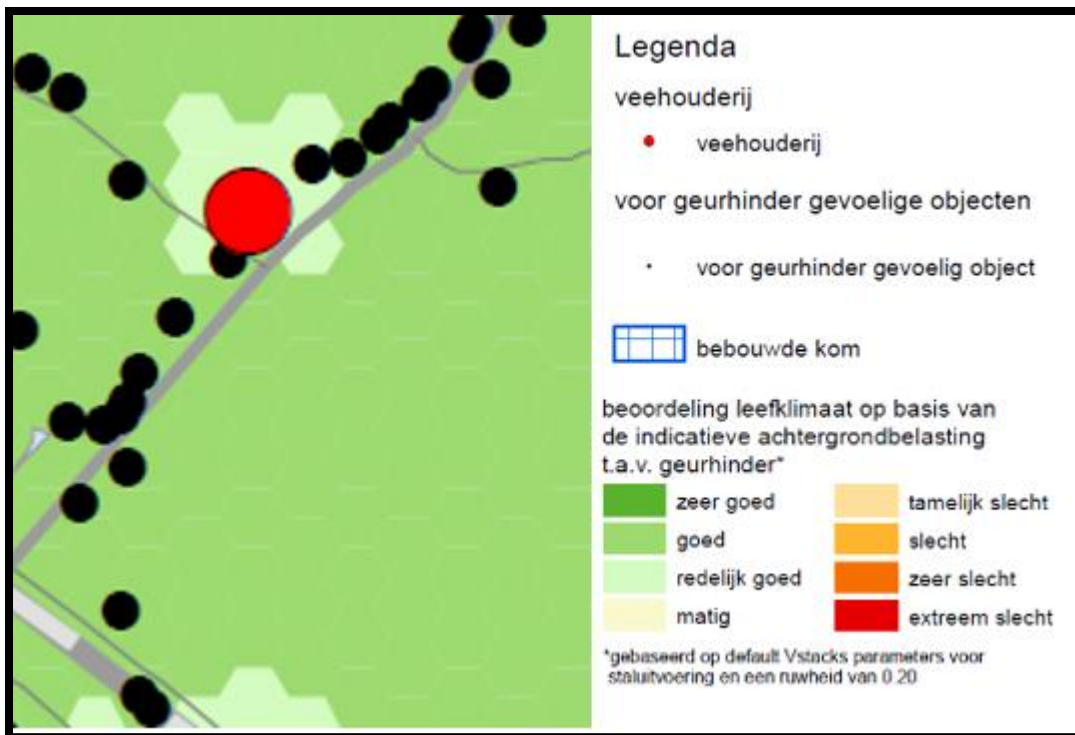 Legenda
veehouderij
veehouderij
voor geurhinder gevoelige objecten
voor geurhinder gevoelig object
bebouwde kom
beoordeling leefklimaat op basis van
de indicatieve achtergrondbelasting
t.a.v. geurhinder*
zeer goed
goed
redelijk goed
matig
tamelijk slecht
slecht
zeer slecht
extreem slecht
*gebaseerd op default Vstacks parameters voor
staluitvoering en een ruwheid van 0.20